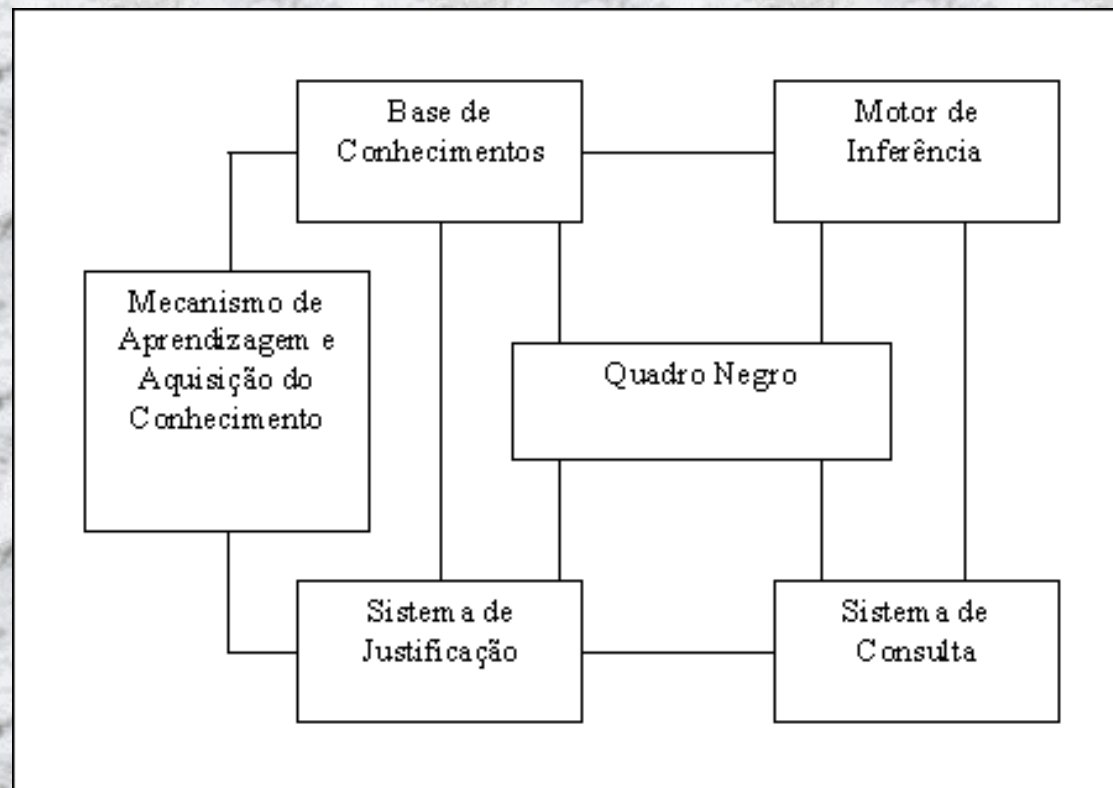 Base de
Conhecimentos
Motor de
Inferência
Mecanismo de
Aprendizagem e
Aquisição do
Conhecimento
Quadro Negro
Sistema de
Justificação
Sistema de
Consulta